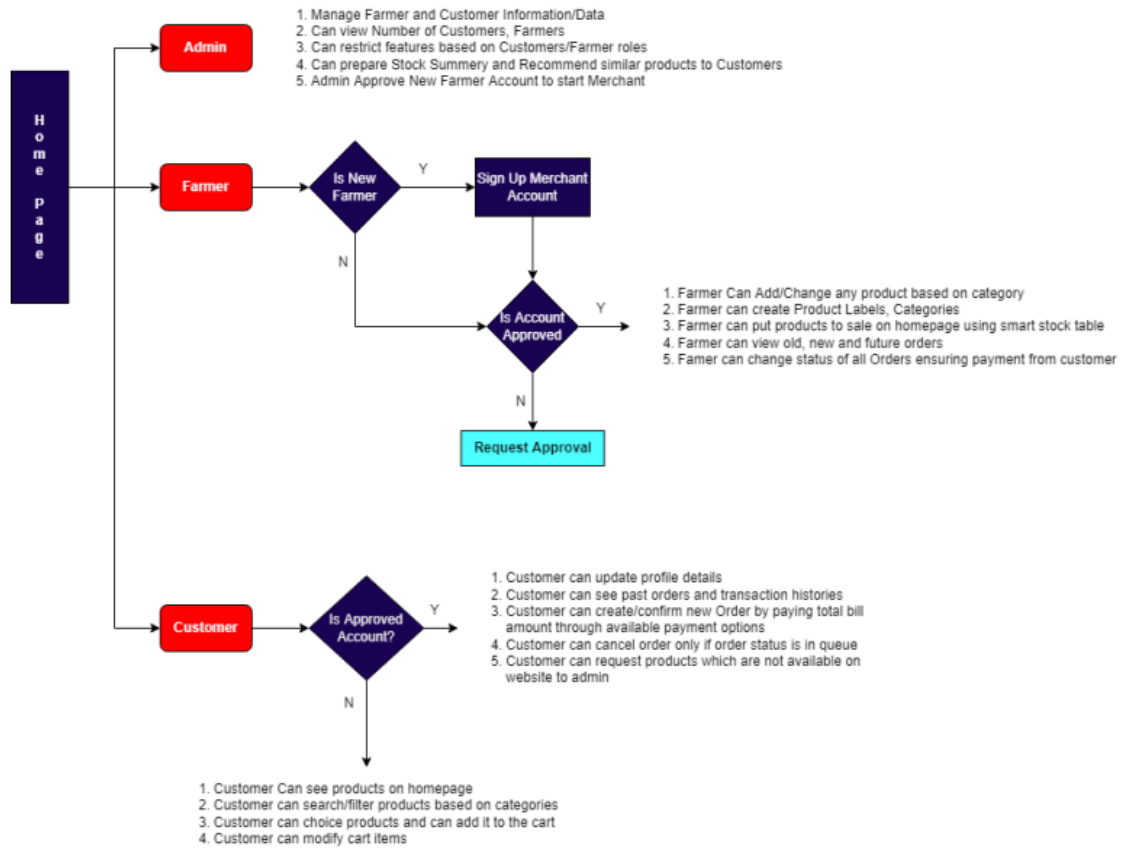 1. Manage Farmer and Customer Information/Data
2. Can view Number of Customers, Farmers
3. Can restrict features based on Customers/Farmer roles
4. Can prepare Stock Summery and Recommend similar products to Customers
5. Admin Approve New Farmer Account to start Merchant
Admin
Home page
Farmer
Is New
Farmer
Y
Sign Up Merchant
Account
N
Is Account
Approved
Y
1. Farmer Can Add/Change any product based on category
2. Farmer can create Product Labels, Categories
3. Farmer can put products to sale on homepage using smart stock table
4. Farmer can view old, new and future orders
5. Famer can change status of all Orders ensuring payment from customer
N
Request Approval
Customer
Is Approved
Account?
Y
1. Customer can update profile details
2. Customer can see past orders and transaction histories
3. Customer can create/confirm new Order by paying total bill
amount through available payment options
4. Customer can cancel order only if order status is in queue
5. Customer can request products which are not available on
website to admin
N
1. Customer Can see products on homepage
2. Customer can search/filter products based on categories
3. Customer can choice products and can add it to the cart
4. Customer can modify cart items